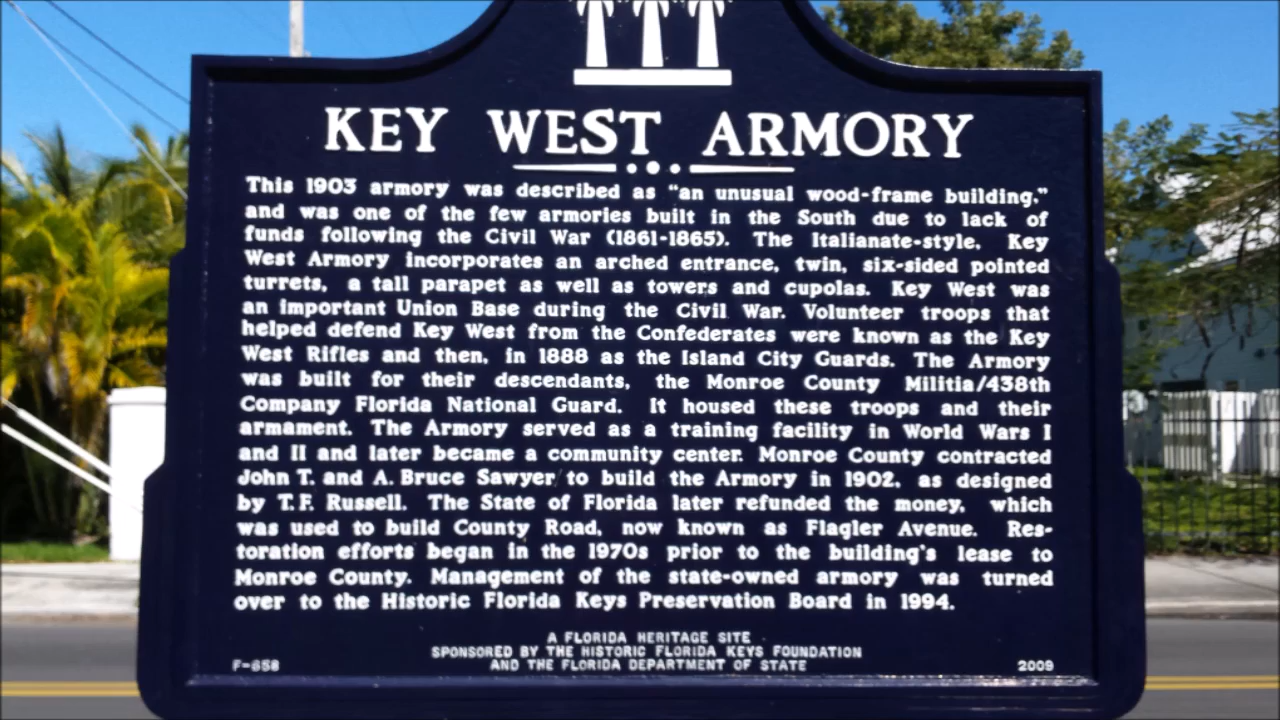 KEY WEST ARMORY
This 1903 armory was described as "an unusual wood-frame building,"
and was one of the few armories built in the South due to lack of
funds following the Civil War (1861-1865). The Italianate-style, Key
West Armory incorporates an arched entrance, twin, six-sided pointed
turrets, a tall parapet as well as towers and cupolas. Key West was
an important Union Base during the Civil War. Volunteer troops that
helped defend Key West from the Confederates were known as the Key
West Rifles and then, in 1888 as the Island City Guards. The Armory
was built for their descendants, the Monroe County Militia/438th
Company Florida National Guard. It housed these troops and their
armament. The Armory served as a training facility in World Wars I
and II and later became a community center. Monroe County contracted
John T. and A. Bruce Sawyer to build the Armory in 1902, as designed
by T. F. Russell. The State of Florida later refunded the money, which
was used to build County Road, now known as Flagler Avenue. Res-
toration efforts began in the 1970s prior to the building's lease to
Monroe County. Management of the state-owned armory was turned
over to the Historic Florida Keys Preservation Board in 1994.
A FLORIDA HERITAGE SITE
SPONSORED BY THE HISTORIC FLORIDA KEYS FOUNDATION
AND THE FLORIDA DEPARTMENT OF STATE
2009